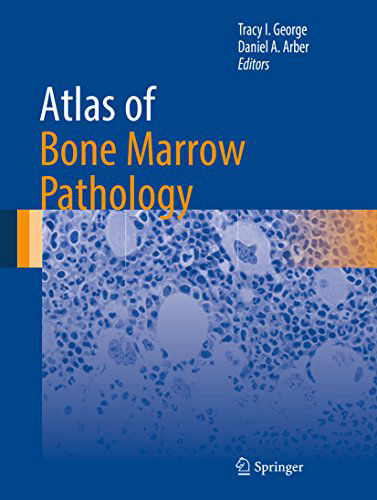 Tracy I. George
Daniel A. Arber
Editors
Atlas of
Bone Marrow
Pathology
Springer